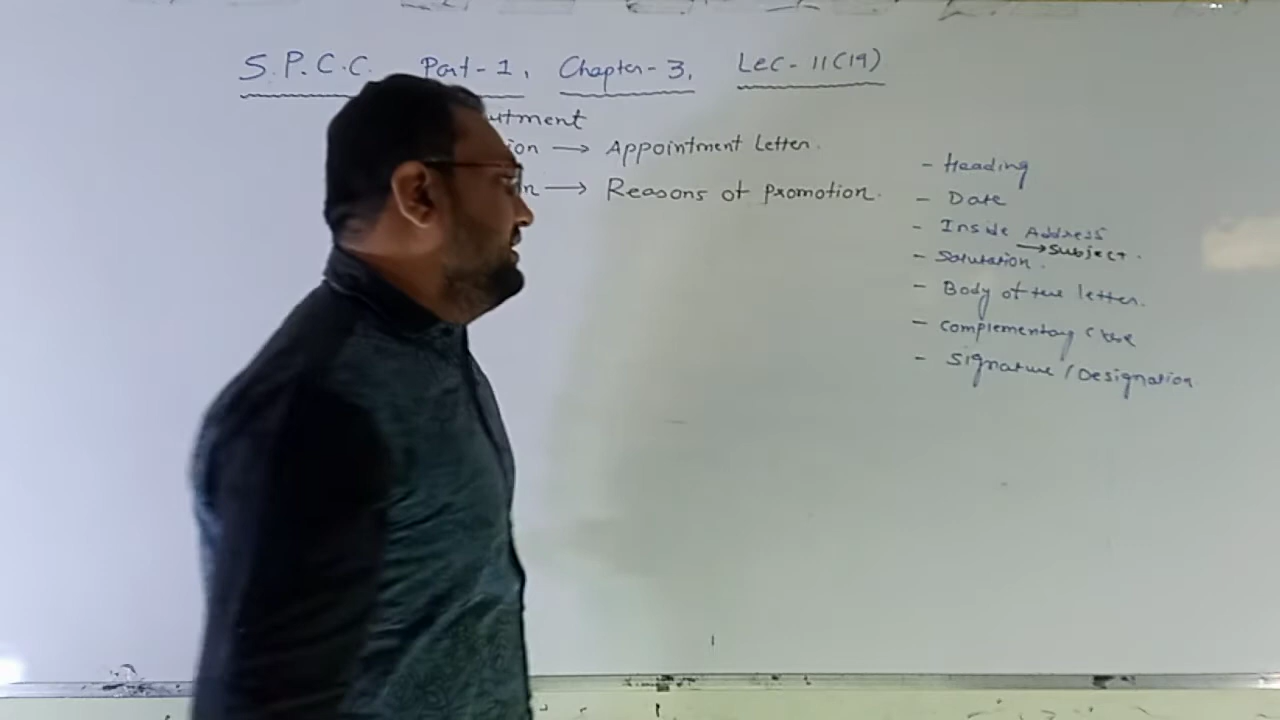 S.P.C.C. Part-1, Chapter-3, Lec-11(19)
utment
ion → Appointment Letter.
n → Reasons of Promotion.
- Heading
- Date
- Inside Address
→ Subject.
- Salutation.
- Body of the letter.
- Complementary Close
- Signature / Designation